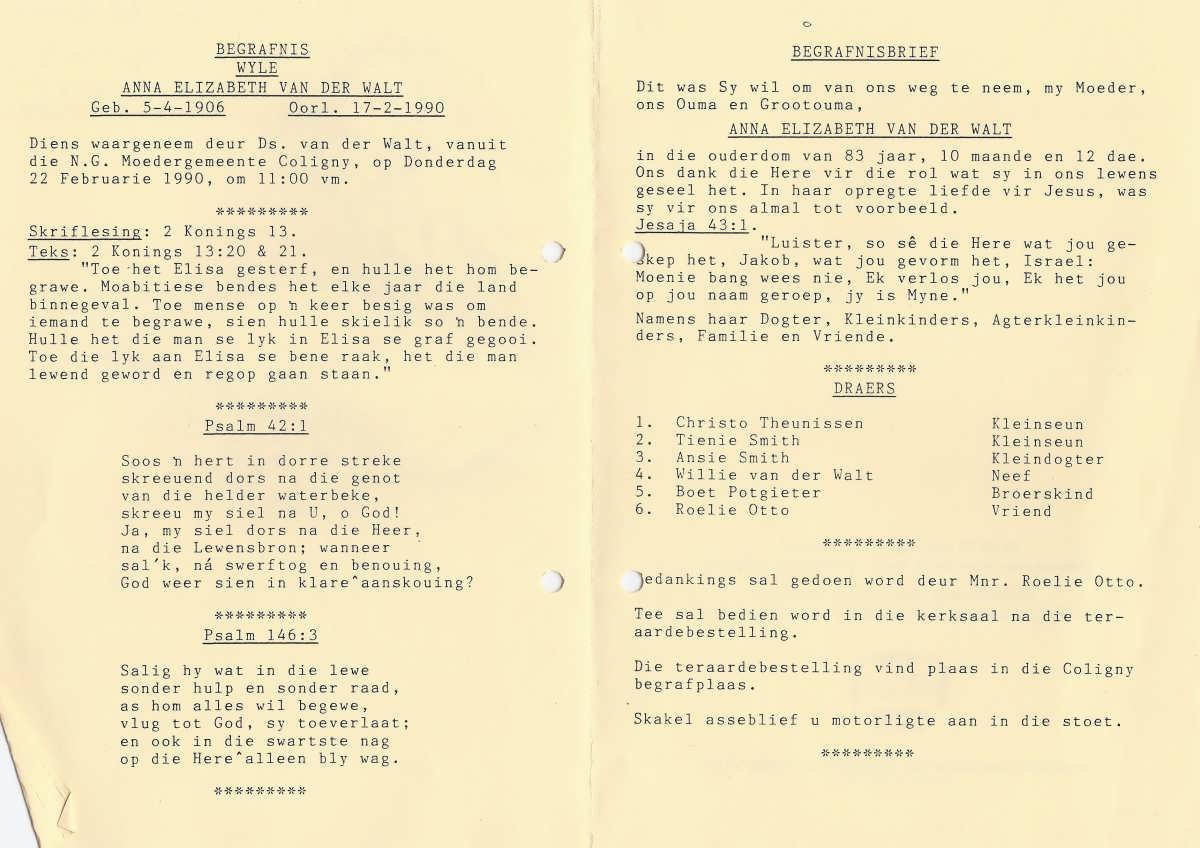 BEGRAFNIS
WYLE
ANNA ELIZABETH VAN DER WALT
Geb. 5-4-1906 Oorl. 17-2-1990
Diens waargeneem deur Ds. van der Walt, vanuit
die N.G. Moedergemeente Coligny, op Donderdag
22 Februarie 1990, om 11:00 vm.
*********
Skriflesing: 2 Konings 13.
Teks: 2 Konings 13:20 & 21.
"Toe het Elisa gesterf, en hulle het hom be-
grawe. Moabitiese bendes het elke jaar die land
binnegeval. Toe mense op 'n keer besig was om
iemand te begrawe, sien hulle skielik so 'n bende.
Hulle het die man se lyk in Elisa se graf gegooi.
Toe die lyk aan Elisa se bene raak, het die man
lewend geword en regop gaan staan."
*********
Psalm 42:1
Soos 'n hert in dorre streke
skreeuend dors na die genot
van die helder waterbeke,
skreeu my siel na U, o God!
Ja, my siel dors na die Heer,
na die Lewensbron; wanneer
sal'k, ná swerftog en benouing,
God weer sien in klare^aanskouing?
*********
Psalm 146:3
Salig hy wat in die lewe
sonder hulp en sonder raad,
as hom alles wil begewe,
vlug tot God, sy toeverlaat;
en ook in die swartste nag
op die Here^alleen bly wag.
*********
BEGRAFNISBRIEF
Dit was Sy wil om van ons weg te neem, my Moeder,
ons Ouma en Grootouma,
ANNA ELIZABETH VAN DER WALT
in die ouderdom van 83 jaar, 10 maande en 12 dae.
Ons dank die Here vir die rol wat sy in ons lewens
geseel het. In haar opregte liefde vir Jesus, was
sy vir ons almal tot voorbeeld.
Jesaja 43:1.
"Luister, so sê die Here wat jou ge-
skep het, Jakob, wat jou gevorm het, Israel:
Moenie bang wees nie, Ek verlos jou, Ek het jou
op jou naam geroep, jy is Myne."
Namens haar Dogter, Kleinkinders, Agterkleinkin-
ders, Familie en Vriende.
*********
DRAERS
1. Christo Theunissen Kleinseun
2. Tienie Smith Kleinseun
3. Ansie Smith Kleindogter
4. Willie van der Walt Neef
5. Boet Potgieter Broerskind
6. Roelie Otto Vriend
*********
edankings sal gedoen word deur Mnr. Roelie Otto.
Tee sal bedien word in die kerksaal na die ter-
aardebestelling.
Die teraardebestelling vind plaas in die Coligny
begrafplaas.
Skakel asseblief u motorligte aan in die stoet.
*********